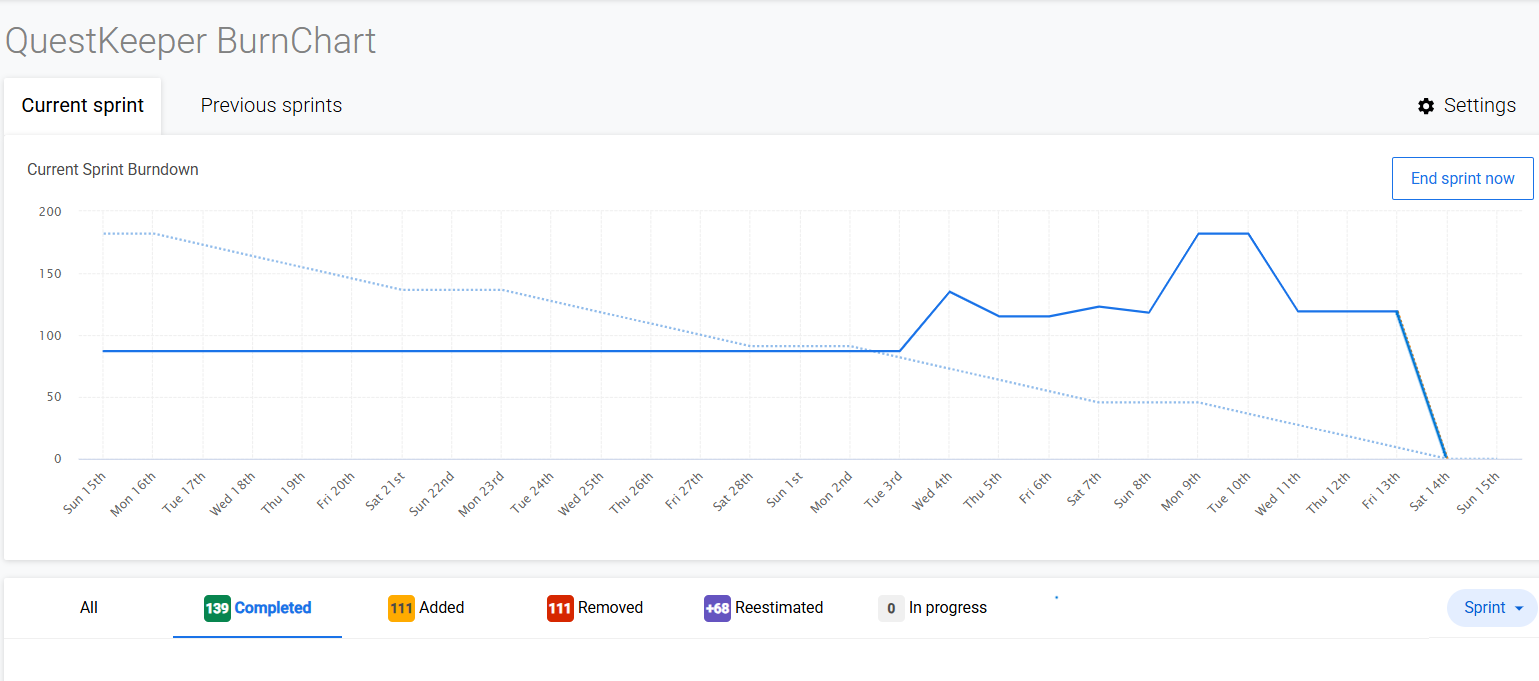 QuestKeeper BurnChart
Current sprint Previous sprints Settings
Current Sprint Burndown
End sprint now
200
150
100
50
0
Sun 15th Mon 16th Tue 17th Wed 18th Thu 19th Fri 20th Sat 21st Sun 22nd Mon 23rd Tue 24th Wed 25th Thu 26th Fri 27th Sat 28th Sun 1st Mon 2nd Tue 3rd Wed 4th Thu 5th Fri 6th Sat 7th Sun 8th Mon 9th Tue 10th Wed 11th Thu 12th Fri 13th Sat 14th Sun 15th
All 139 Completed 111 Added 111 Removed +68 Reestimated 0 In progress Sprint